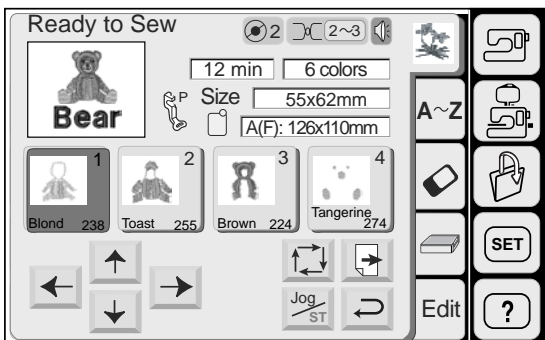 Ready to Sew
2
2~3
12 min
6 colors
P
Size
55x62mm
A(F): 126x110mm
Bear
A~Z
1
Blond 238
2
Toast 255
3
Brown 224
4
Tangerine
274
SET
Jog
ST
Edit
?